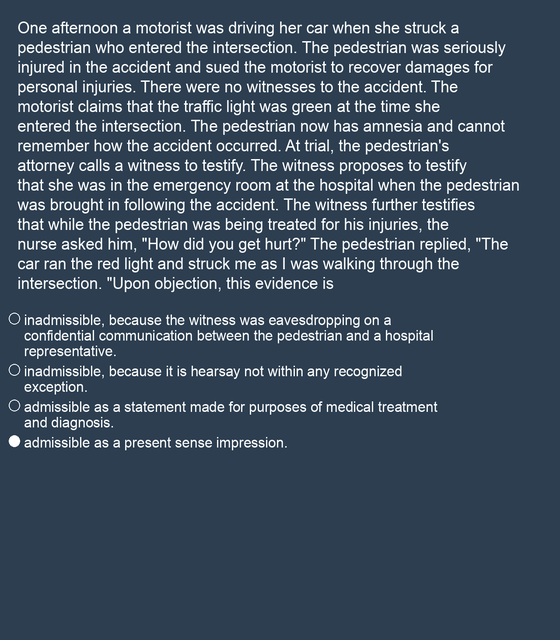 One afternoon a motorist was driving her car when she struck a
pedestrian who entered the intersection. The pedestrian was seriously
injured in the accident and sued the motorist to recover damages for
personal injuries. There were no witnesses to the accident. The
motorist claims that the traffic light was green at the time she
entered the intersection. The pedestrian now has amnesia and cannot
remember how the accident occurred. At trial, the pedestrian's
attorney calls a witness to testify. The witness proposes to testify
that she was in the emergency room at the hospital when the pedestrian
was brought in following the accident. The witness further testifies
that while the pedestrian was being treated for his injuries, the
nurse asked him, "How did you get hurt?" The pedestrian replied, "The
car ran the red light and struck me as I was walking through the
intersection. "Upon objection, this evidence is
inadmissible, because the witness was eavesdropping on a
confidential communication between the pedestrian and a hospital
representative.
inadmissible, because it is hearsay not within any recognized
exception.
admissible as a statement made for purposes of medical treatment
and diagnosis.
admissible as a present sense impression.